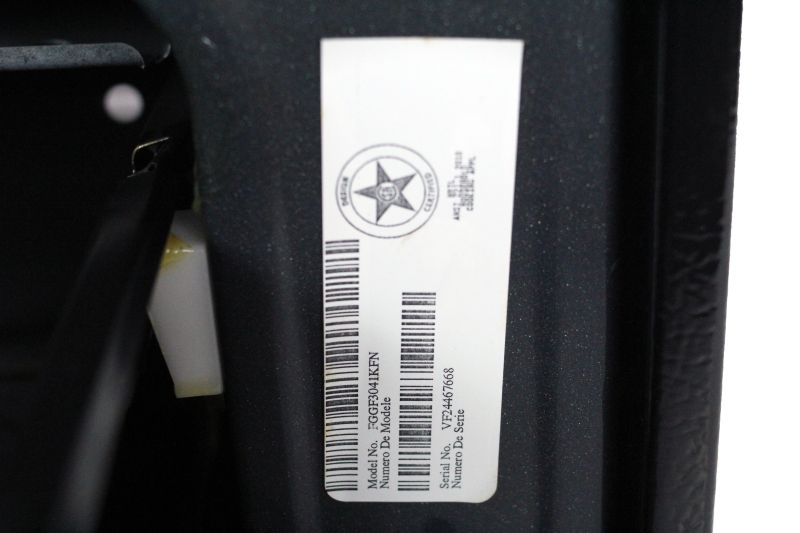 DESIGN CERTIFIED
Model No. FGGF3041KFN
Numero De Modele
Serial No. VF24467668
Numero De Serie